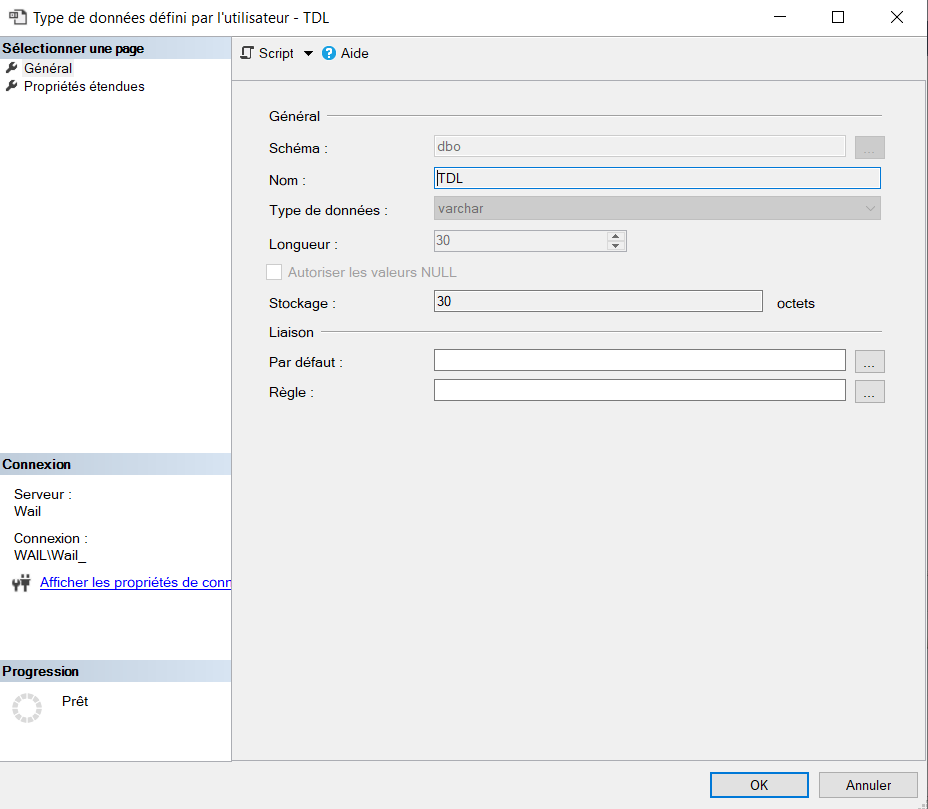 Type de données défini par l'utilisateur - TDL
Sélectionner une page
Général
Propriétés étendues
Script
Aide
Général
Schéma :
dbo
...
Nom :
TDL
Type de données :
varchar
Longueur :
30
Autoriser les valeurs NULL
Stockage :
30
octets
Liaison
Par défaut :
...
Règle :
...
Connexion
Serveur :
Wail
Connexion :
WAIL\Wail_
Afficher les propriétés de conn
Progression
Prêt
OK
Annuler